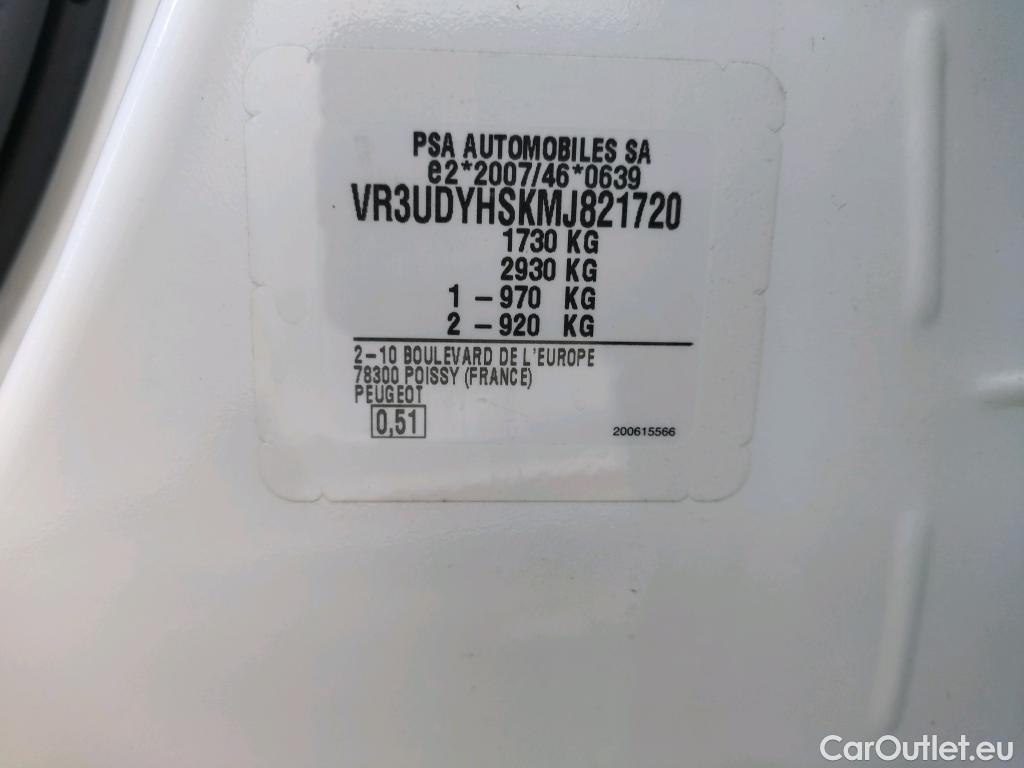 PSA AUTOMOBILES SA
e2*2007/46*0639
VR3UDYHSKMJ821720
1730 KG
2930 KG
1 – 970 KG
2 – 920 KG
2–10 BOULEVARD DE L'EUROPE
78300 POISSY (FRANCE)
PEUGEOT
0,51
200615566
CarOutlet.eu